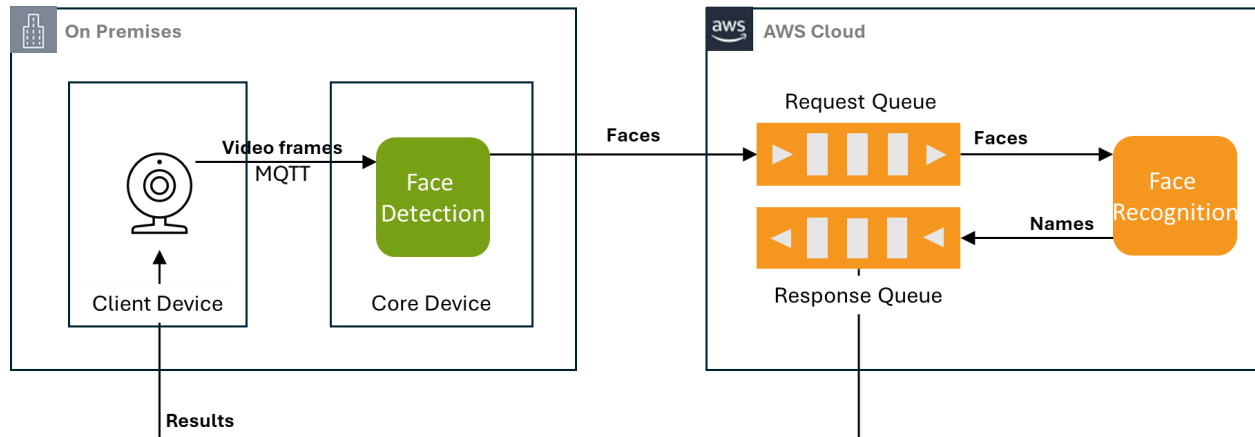 On Premises
aws
AWS Cloud
Request Queue
Video frames
MQTT
Faces
Faces
Face
Detection
Face
Recognition
Names
Client Device
Core Device
Response Queue
Results